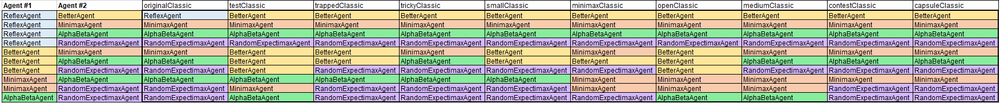 Agent #1 Agent #2 originalClassic testClassic trappedClassic trickyClassic smallClassic minimaxClassic openClassic mediumClassic contestClassic capsuleClassic
ReflexAgent BetterAgent ReflexAgent BetterAgent BetterAgent BetterAgent BetterAgent BetterAgent BetterAgent BetterAgent BetterAgent BetterAgent
ReflexAgent MinimaxAgent MinimaxAgent MinimaxAgent MinimaxAgent MinimaxAgent MinimaxAgent MinimaxAgent MinimaxAgent MinimaxAgent MinimaxAgent MinimaxAgent
ReflexAgent AlphaBetaAgent AlphaBetaAgent AlphaBetaAgent AlphaBetaAgent AlphaBetaAgent AlphaBetaAgent AlphaBetaAgent AlphaBetaAgent AlphaBetaAgent AlphaBetaAgent AlphaBetaAgent
ReflexAgent RandomExpectimaxAgent RandomExpectimaxAgent RandomExpectimaxAgent RandomExpectimaxAgent RandomExpectimaxAgent RandomExpectimaxAgent RandomExpectimaxAgent RandomExpectimaxAgent RandomExpectimaxAgent RandomExpectimaxAgent RandomExpectimaxAgent
BetterAgent MinimaxAgent MinimaxAgent BetterAgent BetterAgent MinimaxAgent BetterAgent MinimaxAgent BetterAgent MinimaxAgent MinimaxAgent MinimaxAgent
BetterAgent AlphaBetaAgent AlphaBetaAgent BetterAgent BetterAgent AlphaBetaAgent BetterAgent BetterAgent BetterAgent AlphaBetaAgent AlphaBetaAgent AlphaBetaAgent
BetterAgent RandomExpectimaxAgent RandomExpectimaxAgent BetterAgent RandomExpectimaxAgent RandomExpectimaxAgent RandomExpectimaxAgent RandomExpectimaxAgent BetterAgent RandomExpectimaxAgent RandomExpectimaxAgent RandomExpectimaxAgent
MinimaxAgent AlphaBetaAgent AlphaBetaAgent AlphaBetaAgent AlphaBetaAgent AlphaBetaAgent AlphaBetaAgent MinimaxAgent MinimaxAgent MinimaxAgent MinimaxAgent MinimaxAgent
MinimaxAgent RandomExpectimaxAgent RandomExpectimaxAgent MinimaxAgent RandomExpectimaxAgent RandomExpectimaxAgent RandomExpectimaxAgent MinimaxAgent MinimaxAgent MinimaxAgent RandomExpectimaxAgent RandomExpectimaxAgent
AlphaBetaAgent RandomExpectimaxAgent RandomExpectimaxAgent AlphaBetaAgent RandomExpectimaxAgent RandomExpectimaxAgent RandomExpectimaxAgent RandomExpectimaxAgent AlphaBetaAgent AlphaBetaAgent RandomExpectimaxAgent RandomExpectimaxAgent